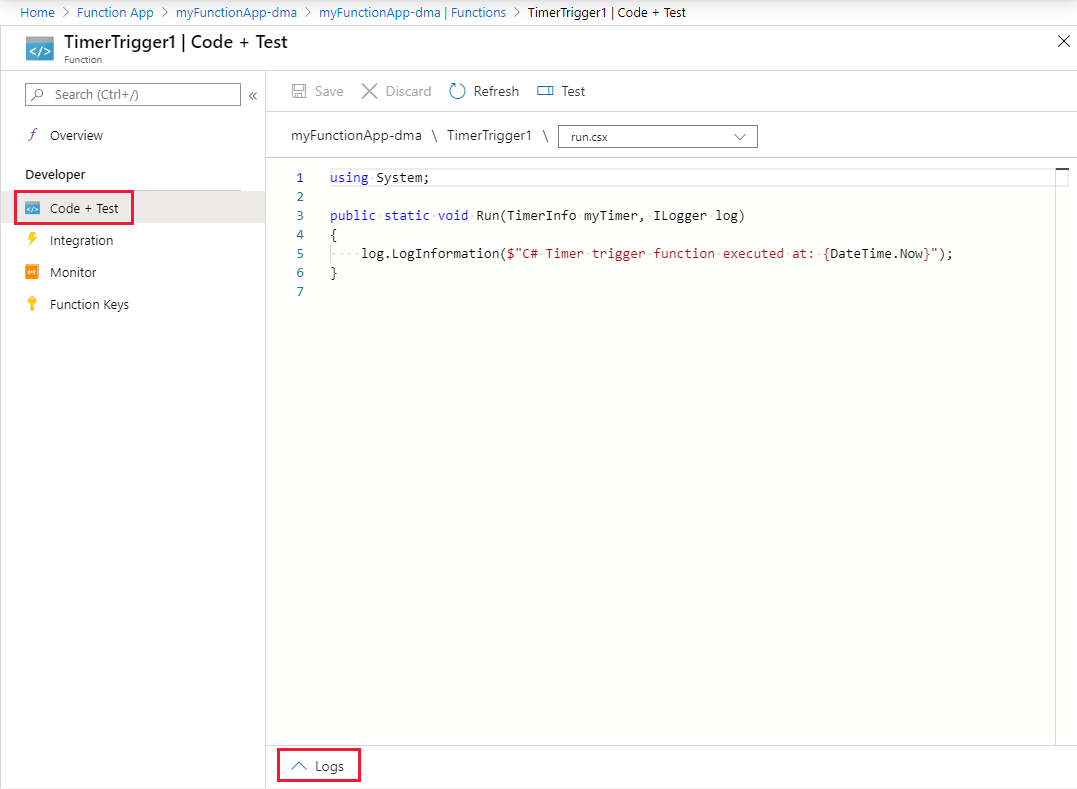 Home > Function App > myFunctionApp-dma > myFunctionApp-dma | Functions > TimerTrigger1 | Code + Test
TimerTrigger1 | Code + Test
Function
Search (Ctrl+/)
«
Overview
Developer
Code + Test
Integration
Monitor
Function Keys
Save
Discard
Refresh
Test
myFunctionApp-dma \ TimerTrigger1 \ run.csx
1 using System;
2
3 public static void Run(TimerInfo myTimer, ILogger log)
4 {
5     log.LogInformation($"C# Timer trigger function executed at: {DateTime.Now}");
6 }
7
Logs